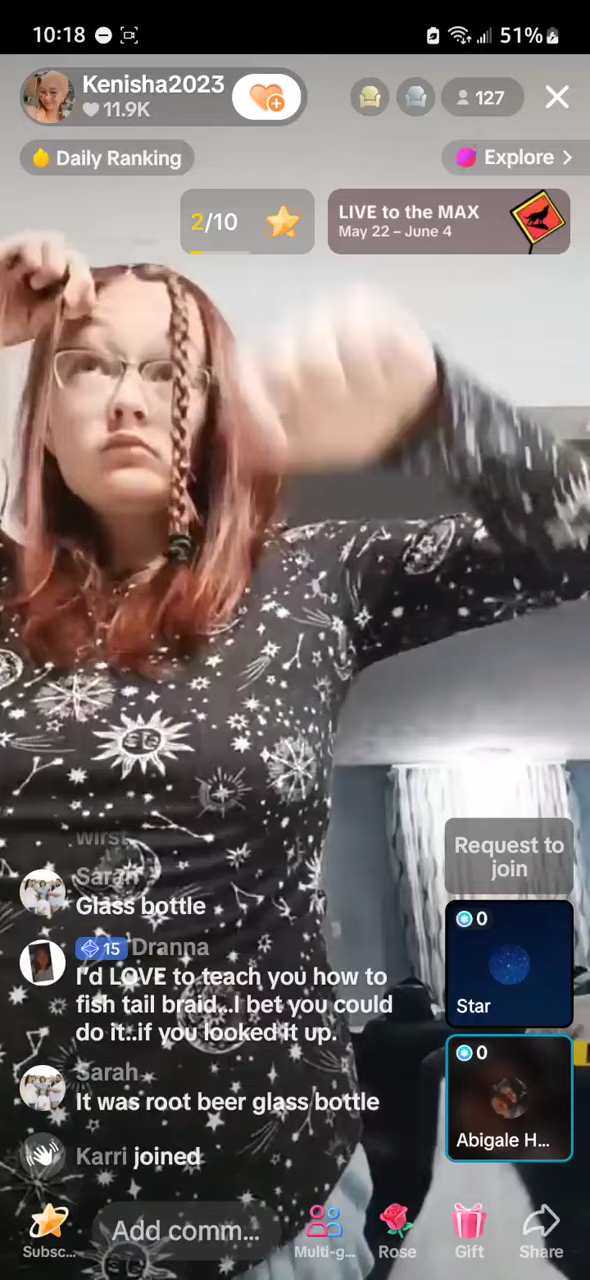 10:18
51%
Kenisha2023
11.9K
127
Daily Ranking
Explore
2/10
LIVE to the MAX
May 22 – June 4
wirst
Sarah
Glass bottle
15 Dranna
I'd LOVE to teach you how to
fish tail braid...I bet you could
do it..if you looked it up.
Sarah
It was root beer glass bottle
Karri joined
Request to
join
0
Star
0
Abigale H...
Add comm...
Subsc...
Multi-g...
Rose
Gift
Share